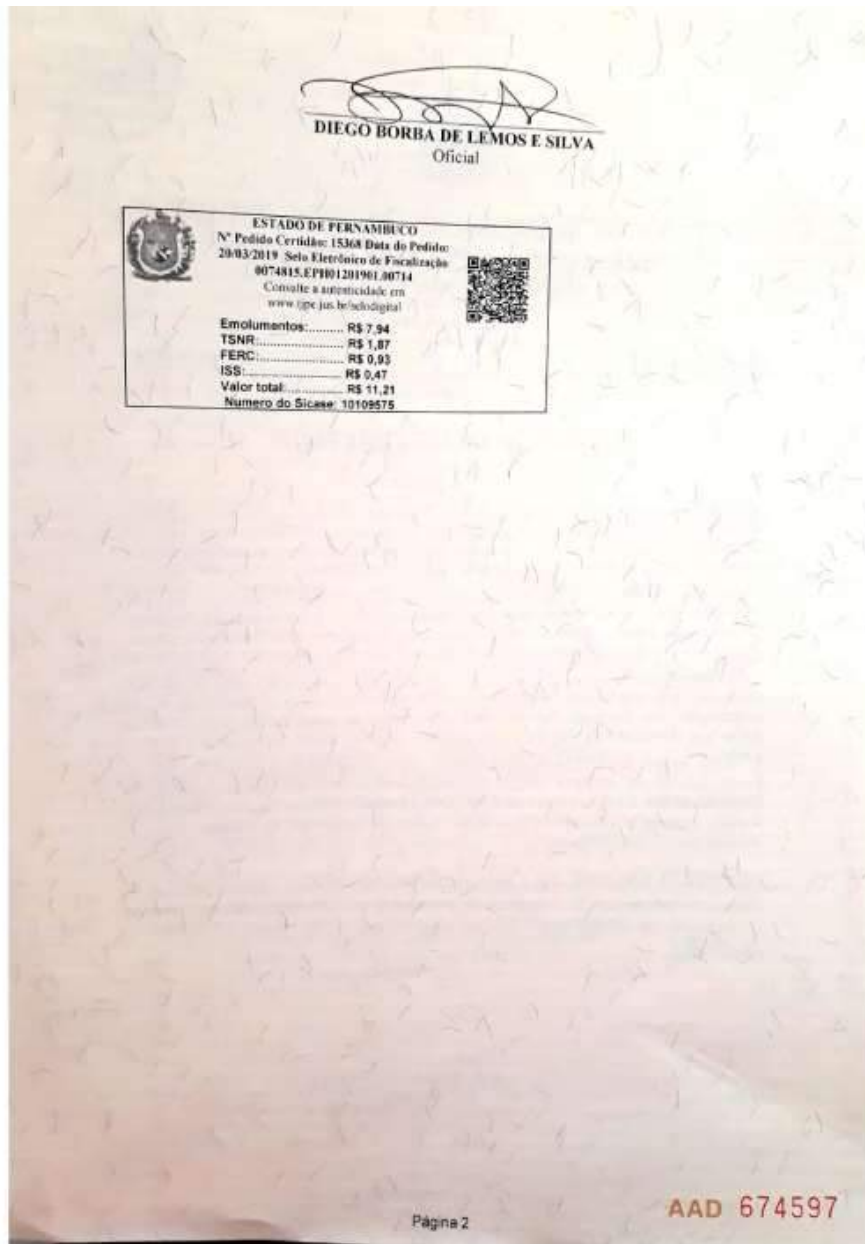 DIEGO BORBA DE LEMOS E SILVA
Oficial
ESTADO DE PERNAMBUCO
Nº Pedido Certidão: 15368 Data do Pedido:
20/03/2019 Selo Eletrônico de Fiscalização
0074815.EPH01201901.00714
Consulte a autenticidade em
www.tjpe.jus.br/selodigital
Emolumentos:......... R$ 7,94
TSNR:..................... R$ 1,87
FERC:..................... R$ 0,93
ISS:........................ R$ 0,47
Valor total:.............. R$ 11,21
Numero do Sicase: 10109575
Página 2
AAD 674597